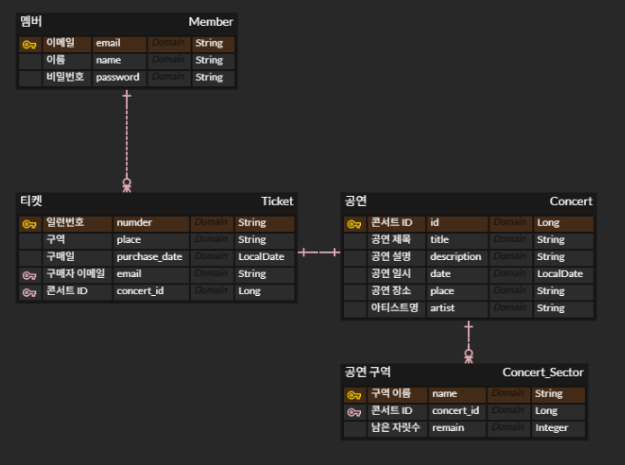 멤버 Member
이메일 email Domain String
이름 name Domain String
비밀번호 password Domain String
티켓 Ticket
일련번호 numder Domain String
구역 place Domain String
구매일 purchase_date Domain LocalDate
구매자 이메일 email Domain String
콘서트 ID concert_id Domain Long
공연 Concert
콘서트 ID id Domain Long
공연 제목 title Domain String
공연 설명 description Domain String
공연 일시 date Domain LocalDate
공연 장소 place Domain String
아티스트명 artist Domain String
공연 구역 Concert_Sector
구역 이름 name Domain String
콘서트 ID concert_id Domain Long
남은 자릿수 remain Domain Integer